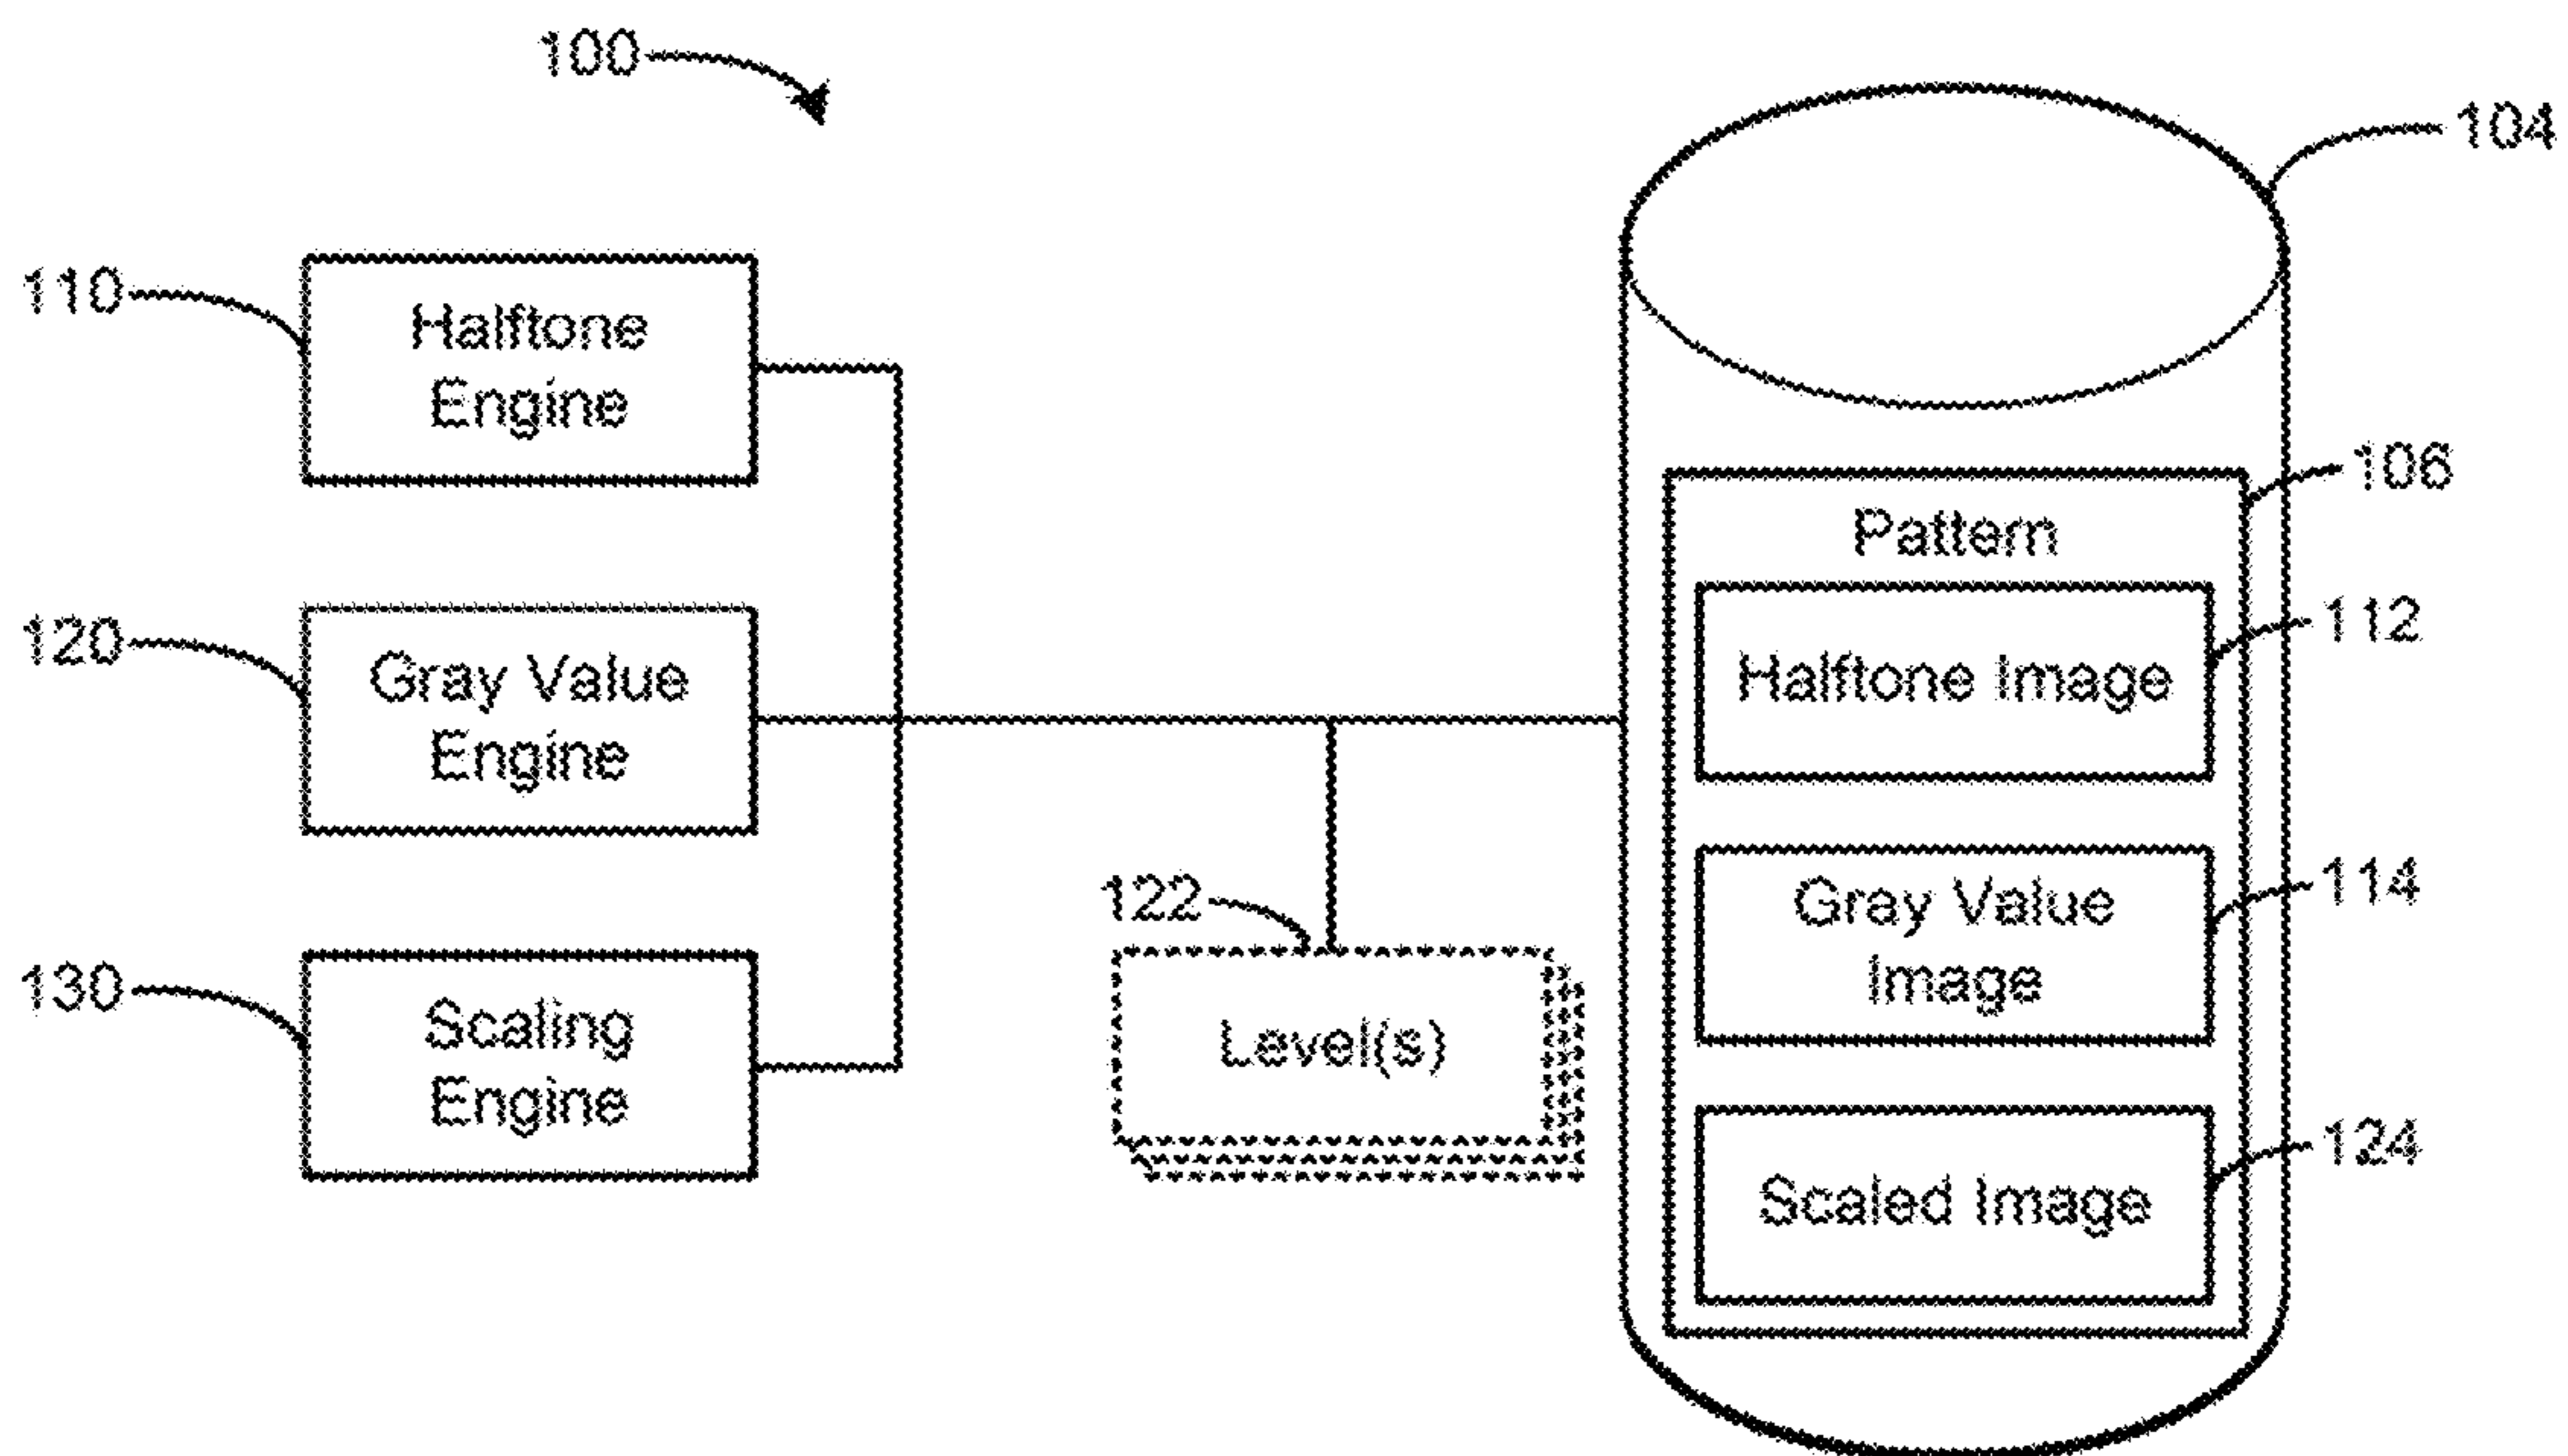 100
104
110
Halftone
Engine
106
Pattern
120
Gray Value
Engine
112
Halftone Image
122
Level(s)
114
Gray Value
Image
130
Scaling
Engine
124
Scaled Image